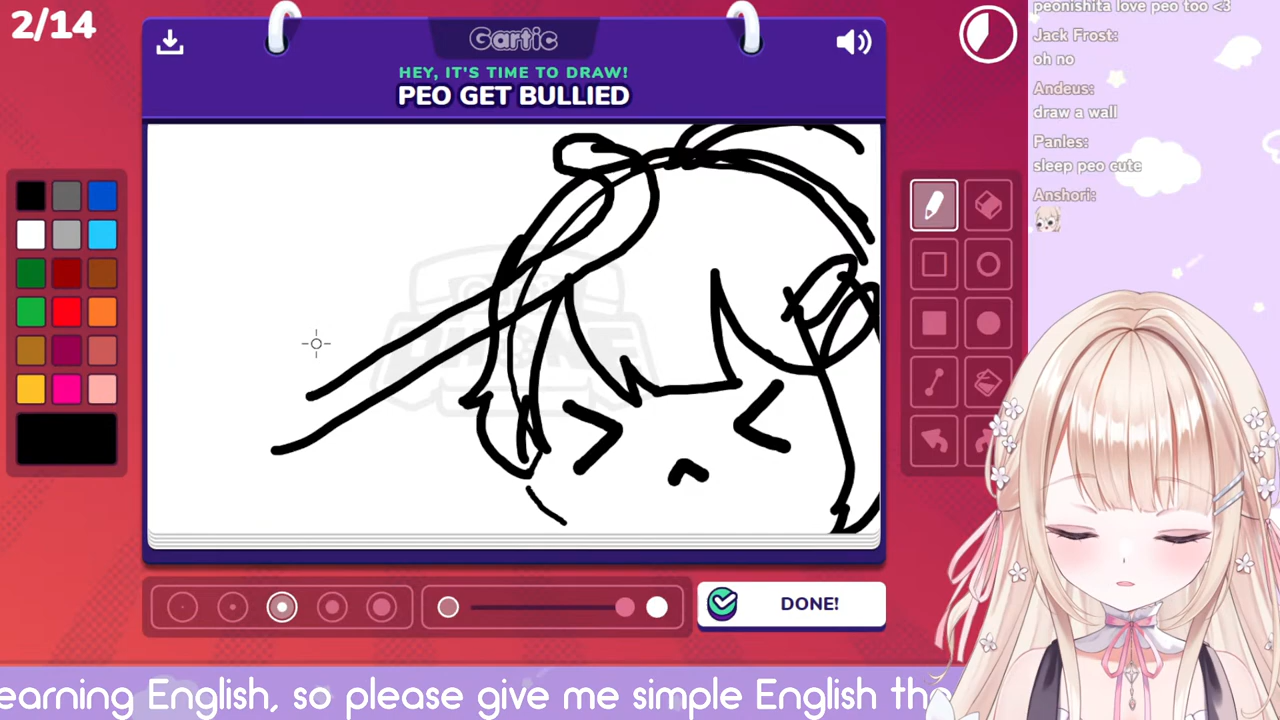 2/14
Gartic
HEY, IT'S TIME TO DRAW!
PEO GET BULLIED
DONE!
peonishita love peo too <3
Jack Frost:
oh no
Andeus:
draw a wall
Panles:
sleep peo cute
Anshori:
earning English, so please give me simple English tha